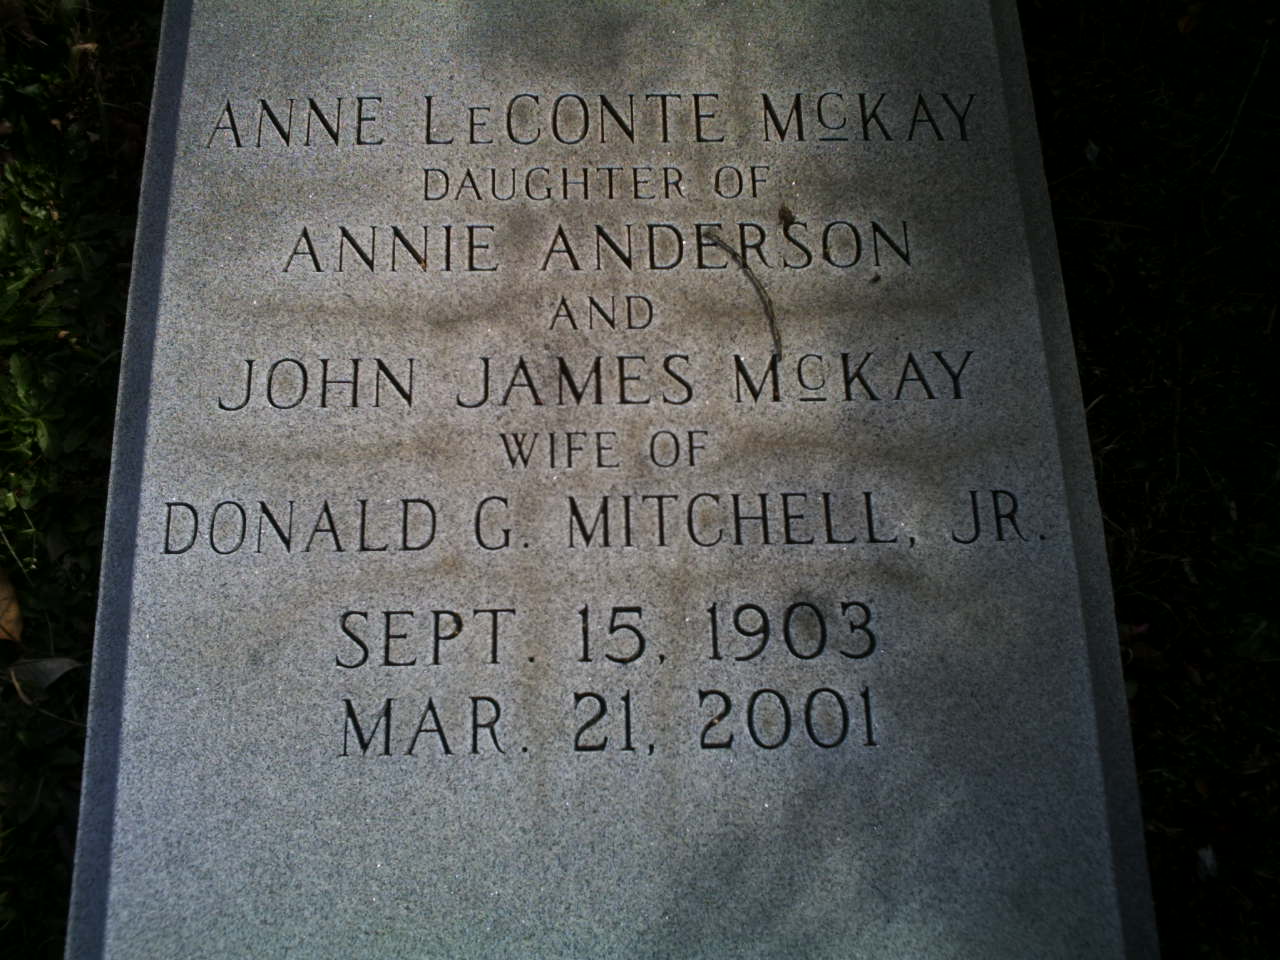 ANNE LECONTE McKAY
DAUGHTER OF
ANNIE ANDERSON
AND
JOHN JAMES McKAY
WIFE OF
DONALD G. MITCHELL, JR.
SEPT. 15, 1903
MAR. 21, 2001